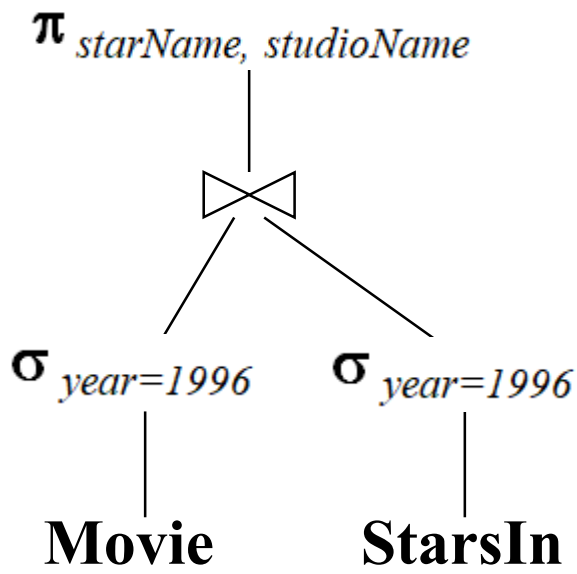 π starName, studioName
⋈
σ year=1996 σ year=1996
Movie StarsIn